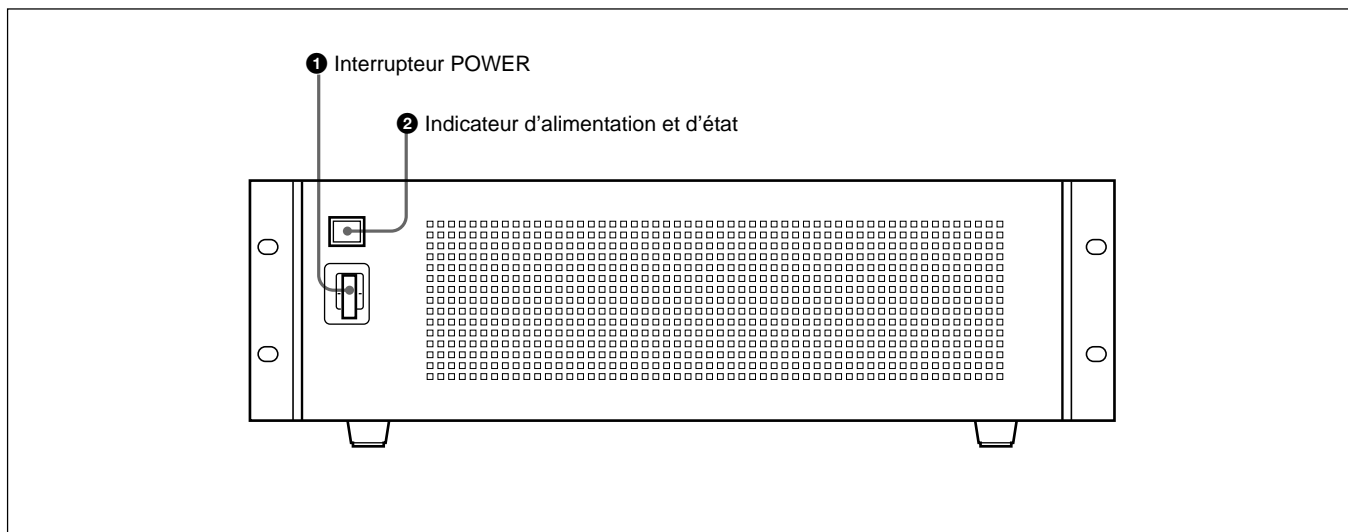 ❶ Interrupteur POWER
❷ Indicateur d'alimentation et d'état